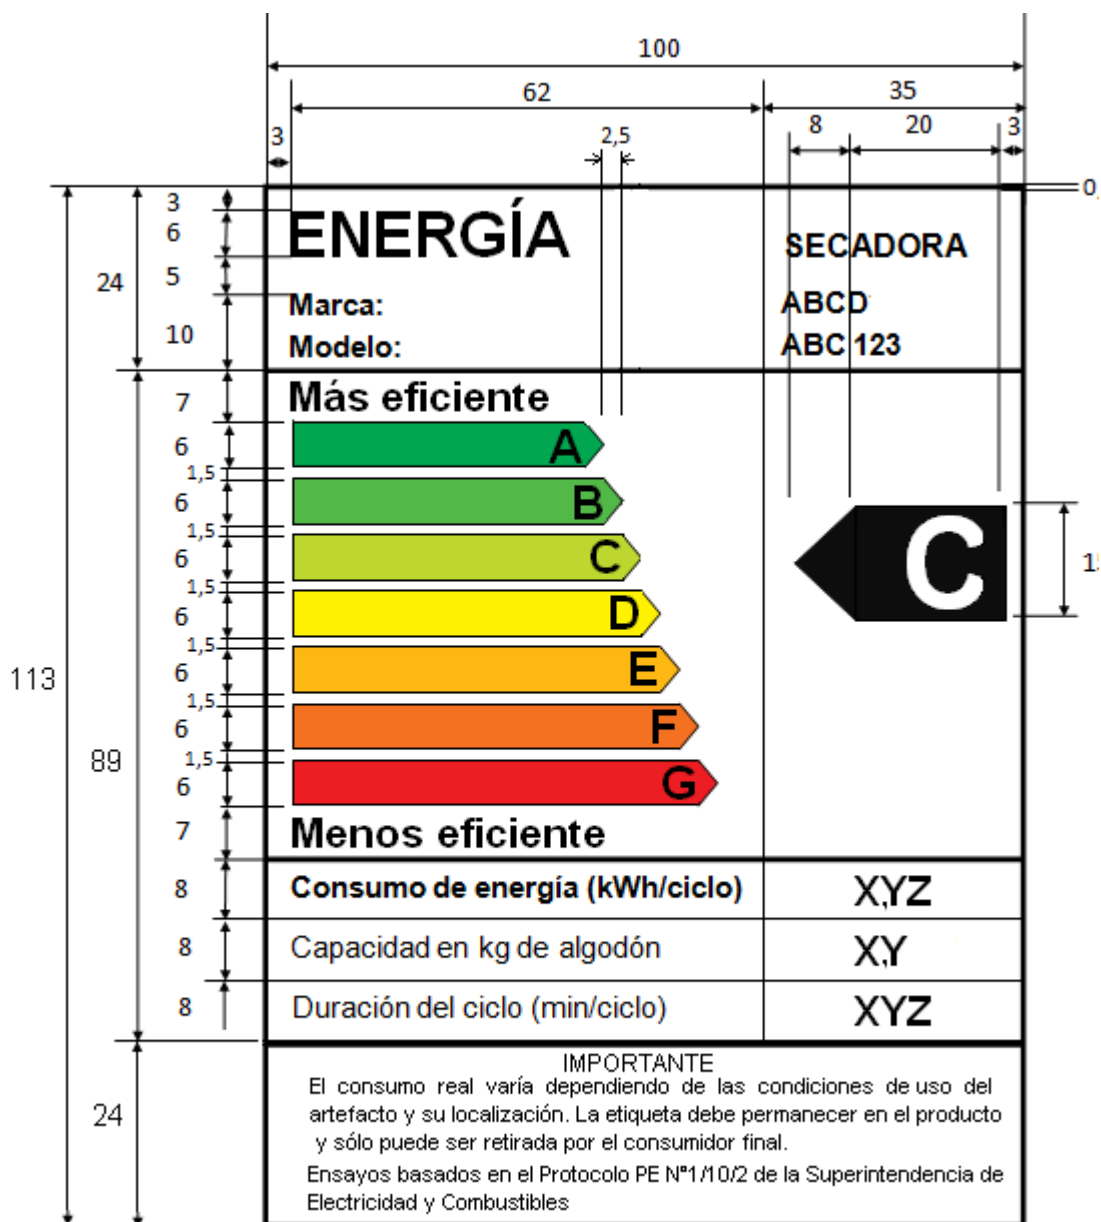 100
62 35
3 2,5 8 20 3
0,
3
6
5
10
24
ENERGÍA SECADORA
Marca: ABCD
Modelo: ABC 123
7
Más eficiente
6
A
1,5
6
B
1,5
6
C
C
15
1,5
6
D
1,5
6
E
113
1,5
6
F
89
1,5
6
G
7
Menos eficiente
8
Consumo de energía (kWh/ciclo) X,YZ
8
Capacidad en kg de algodón X,Y
8
Duración del ciclo (min/ciclo) XYZ
24
IMPORTANTE
El consumo real varía dependiendo de las condiciones de uso del
artefacto y su localización. La etiqueta debe permanecer en el producto
y sólo puede ser retirada por el consumidor final.
Ensayos basados en el Protocolo PE N°1/10/2 de la Superintendencia de
Electricidad y Combustibles